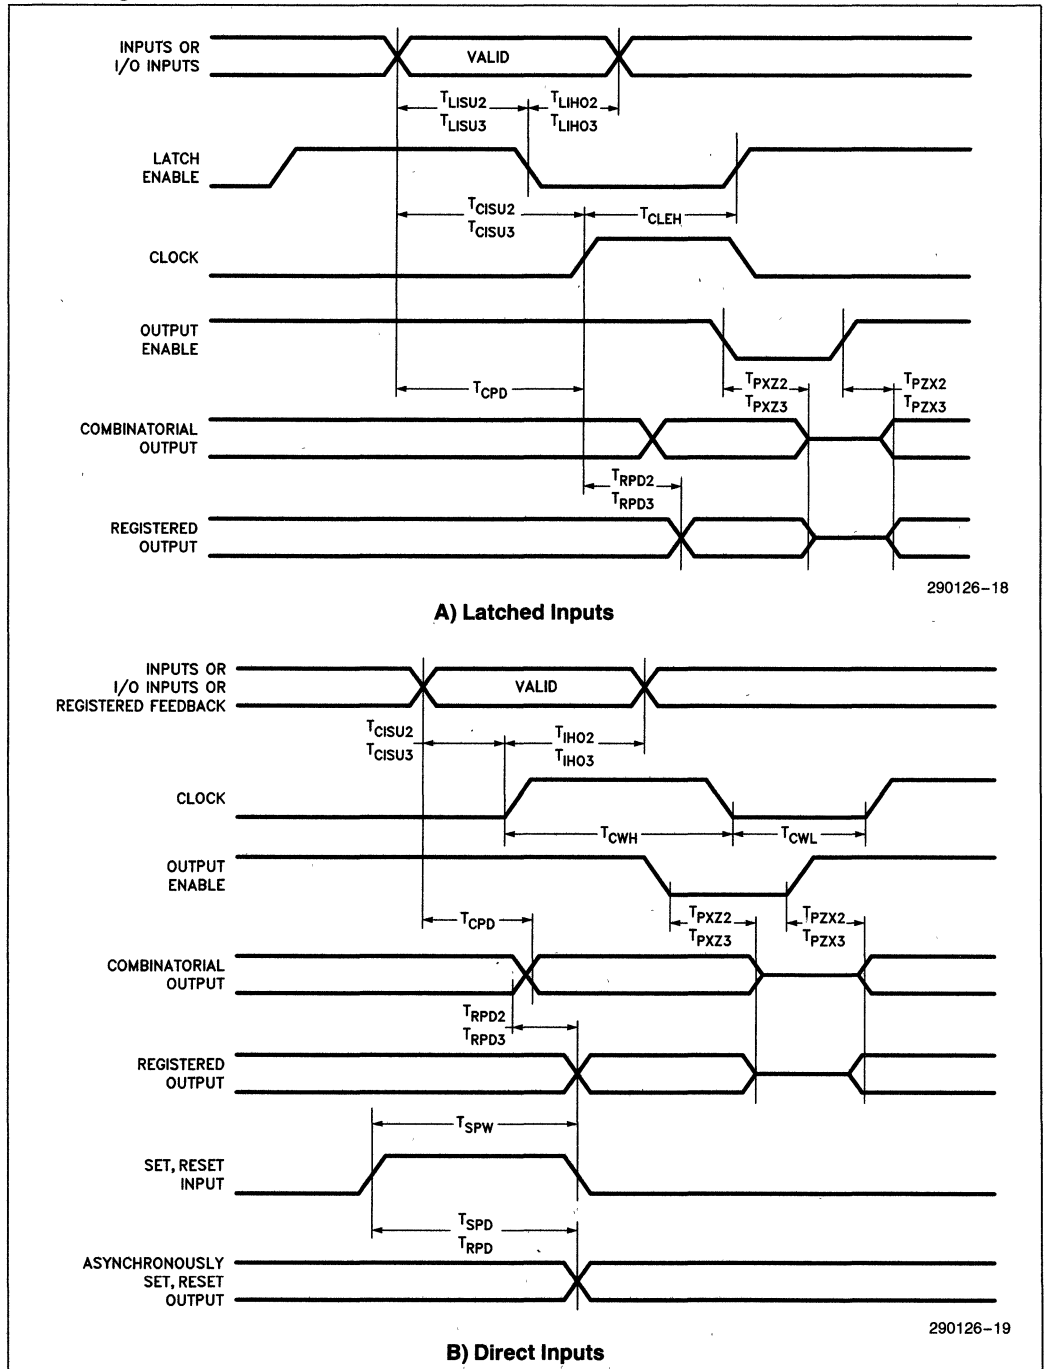 INPUTS OR
I/O INPUTS
VALID
TLISU2
TLISU3
TLIHO2
TLIHO3
LATCH
ENABLE
TCISU2
TCISU3
TCLEH
CLOCK
OUTPUT
ENABLE
TCPD
TPXZ2
TPXZ3
TPZX2
TPZX3
COMBINATORIAL
OUTPUT
TRPD2
TRPD3
REGISTERED
OUTPUT
290126-18
A) Latched Inputs
INPUTS OR
I/O INPUTS OR
REGISTERED FEEDBACK
VALID
TCISU2
TCISU3
TIHO2
TIHO3
CLOCK
TCWH
TCWL
OUTPUT
ENABLE
TCPD
TPXZ2
TPXZ3
TPZX2
TPZX3
COMBINATORIAL
OUTPUT
TRPD2
TRPD3
REGISTERED
OUTPUT
TSPW
SET, RESET
INPUT
TSPD
TRPD
ASYNCHRONOUSLY
SET, RESET
OUTPUT
290126-19
B) Direct Inputs